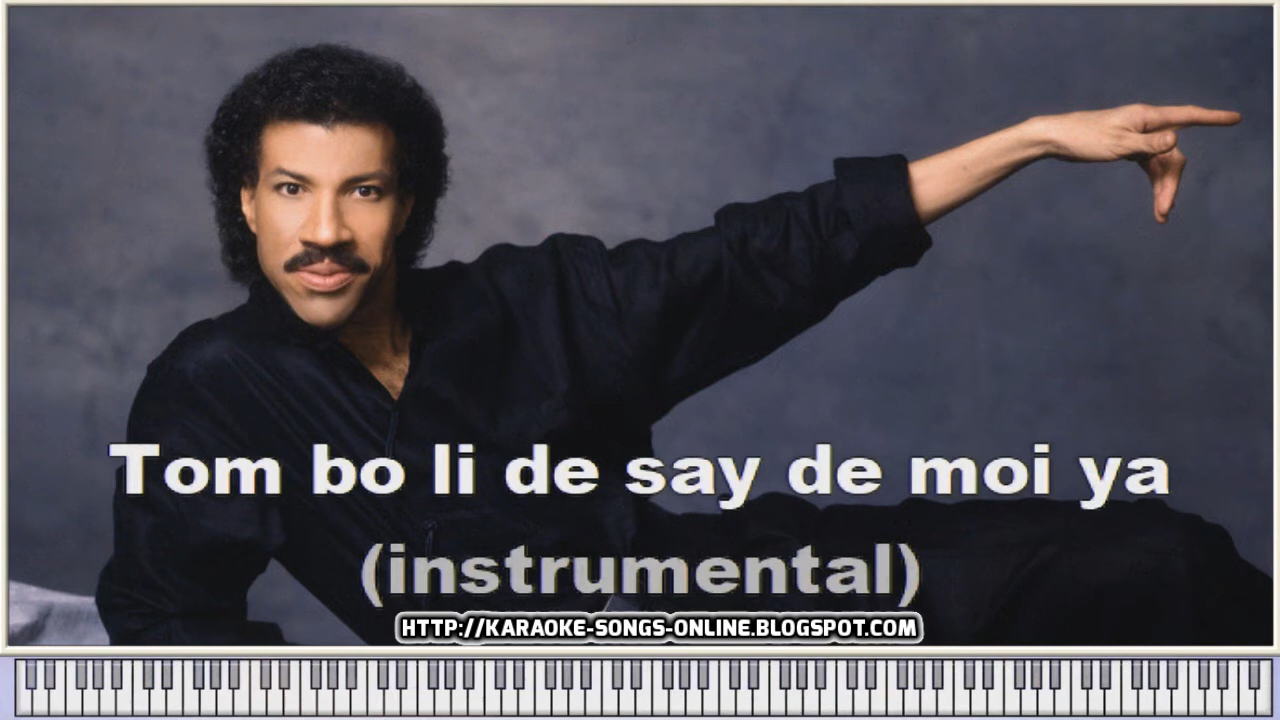 Tom bo li de say de moi ya
(instrumental)
HTTP://KARAOKE-SONGS-ONLINE.BLOGSPOT.COM